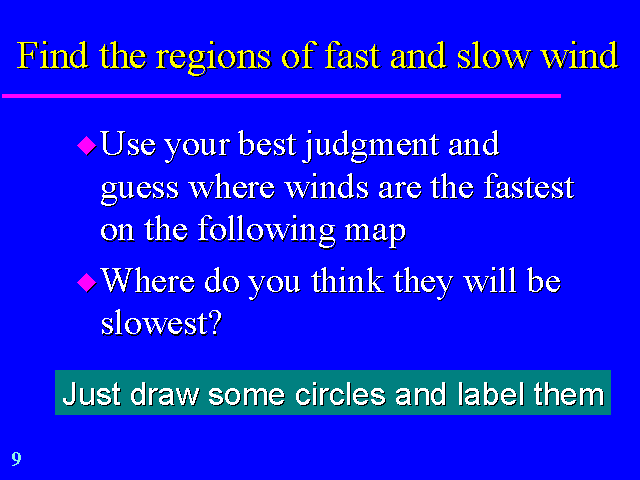 Find the regions of fast and slow wind
Use your best judgment and
guess where winds are the fastest
on the following map
Where do you think they will be
slowest?
Just draw some circles and label them
9